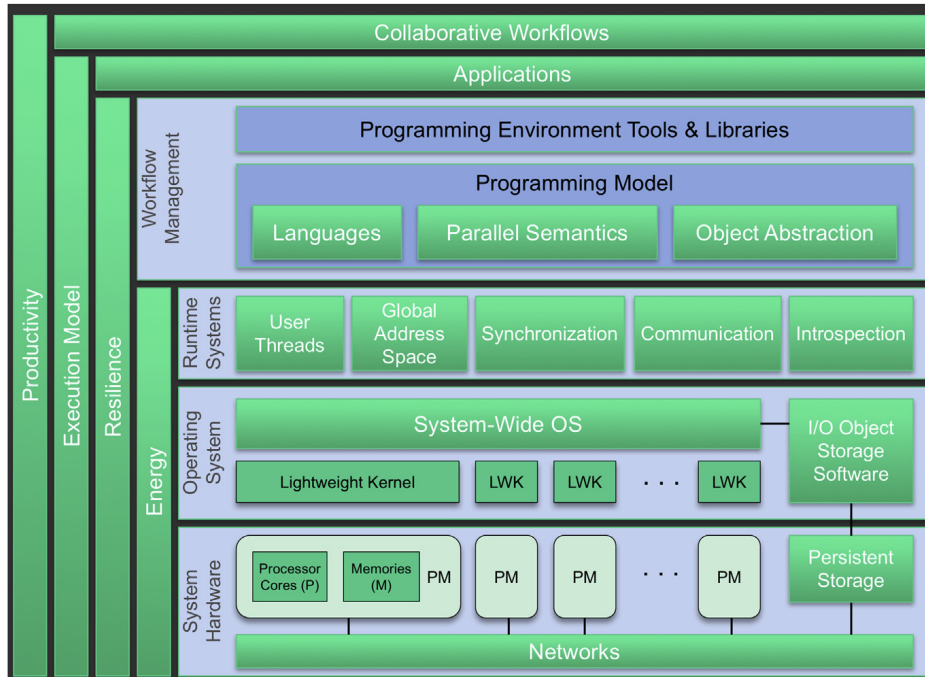 Collaborative Workflows
Applications
Productivity
Execution Model
Resilience
Energy
Workflow
Management
Programming Environment Tools & Libraries
Programming Model
Languages
Parallel Semantics
Object Abstraction
Runtime
Systems
User
Threads
Global
Address
Space
Synchronization
Communication
Introspection
Operating
System
System-Wide OS
I/O Object
Storage
Software
Lightweight Kernel
LWK
LWK
. . .
LWK
System
Hardware
Processor
Cores (P)
Memories
(M)
PM
PM
PM
. . .
PM
Persistent
Storage
Networks